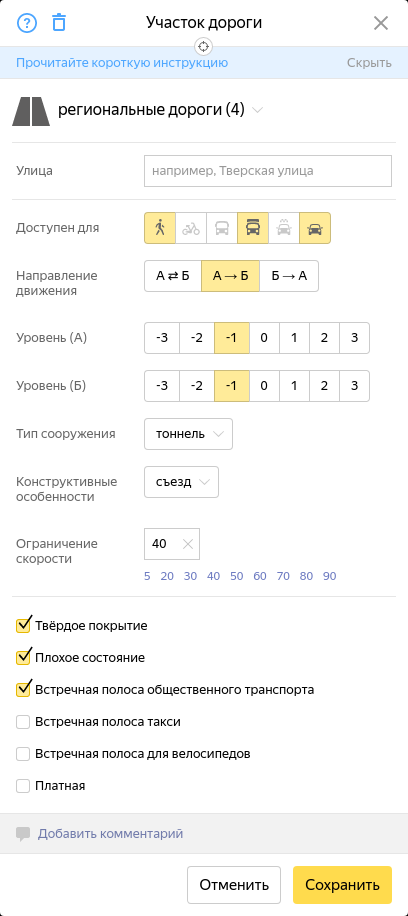 Участок дороги
Прочитайте короткую инструкцию Скрыть
региональные дороги (4)
Улица например, Тверская улица
Доступен для
Направление движения А ⇄ Б А → Б Б → А
Уровень (А) -3 -2 -1 0 1 2 3
Уровень (Б) -3 -2 -1 0 1 2 3
Тип сооружения тоннель
Конструктивные особенности съезд
Ограничение скорости 40
5 20 30 40 50 60 70 80 90
Твёрдое покрытие
Плохое состояние
Встречная полоса общественного транспорта
Встречная полоса такси
Встречная полоса для велосипедов
Платная
Добавить комментарий
Отменить Сохранить